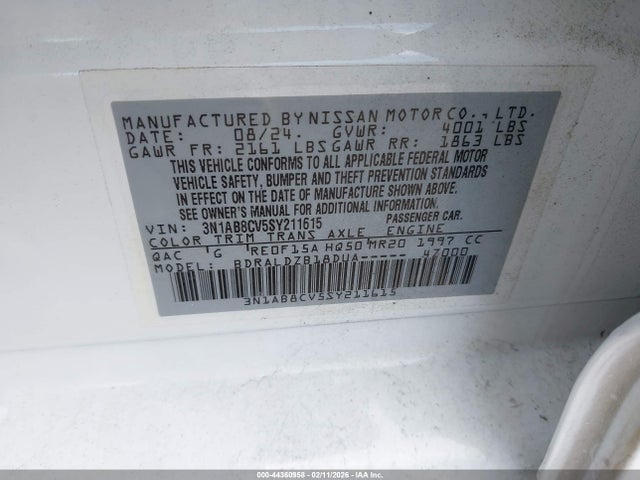 MANUFACTURED BY NISSAN MOTOR CO., LTD.
DATE: 08/24. GVWR: 4001 LBS
GAWR FR: 2161 LBS GAWR RR: 1863 LBS
THIS VEHICLE CONFORMS TO ALL APPLICABLE FEDERAL MOTOR
VEHICLE SAFETY, BUMPER AND THEFT PREVENTION STANDARDS
IN EFFECT ON THE DATE OF MANUFACTURE SHOWN ABOVE.
SEE OWNER'S MANUAL FOR ADDITIONAL INFORMATION.
VIN: 3N1AB8CV5SY211615 PASSENGER CAR.
COLOR TRIM TRANS AXLE ENGINE
QAC G RE0F15A HQ50 MR20 1997 CC
MODEL: BDRALDZB18DUA----- 47000
3N1AB8CV5SY211615
000-44360958 - 02/11/2026 - © IAA, Inc.